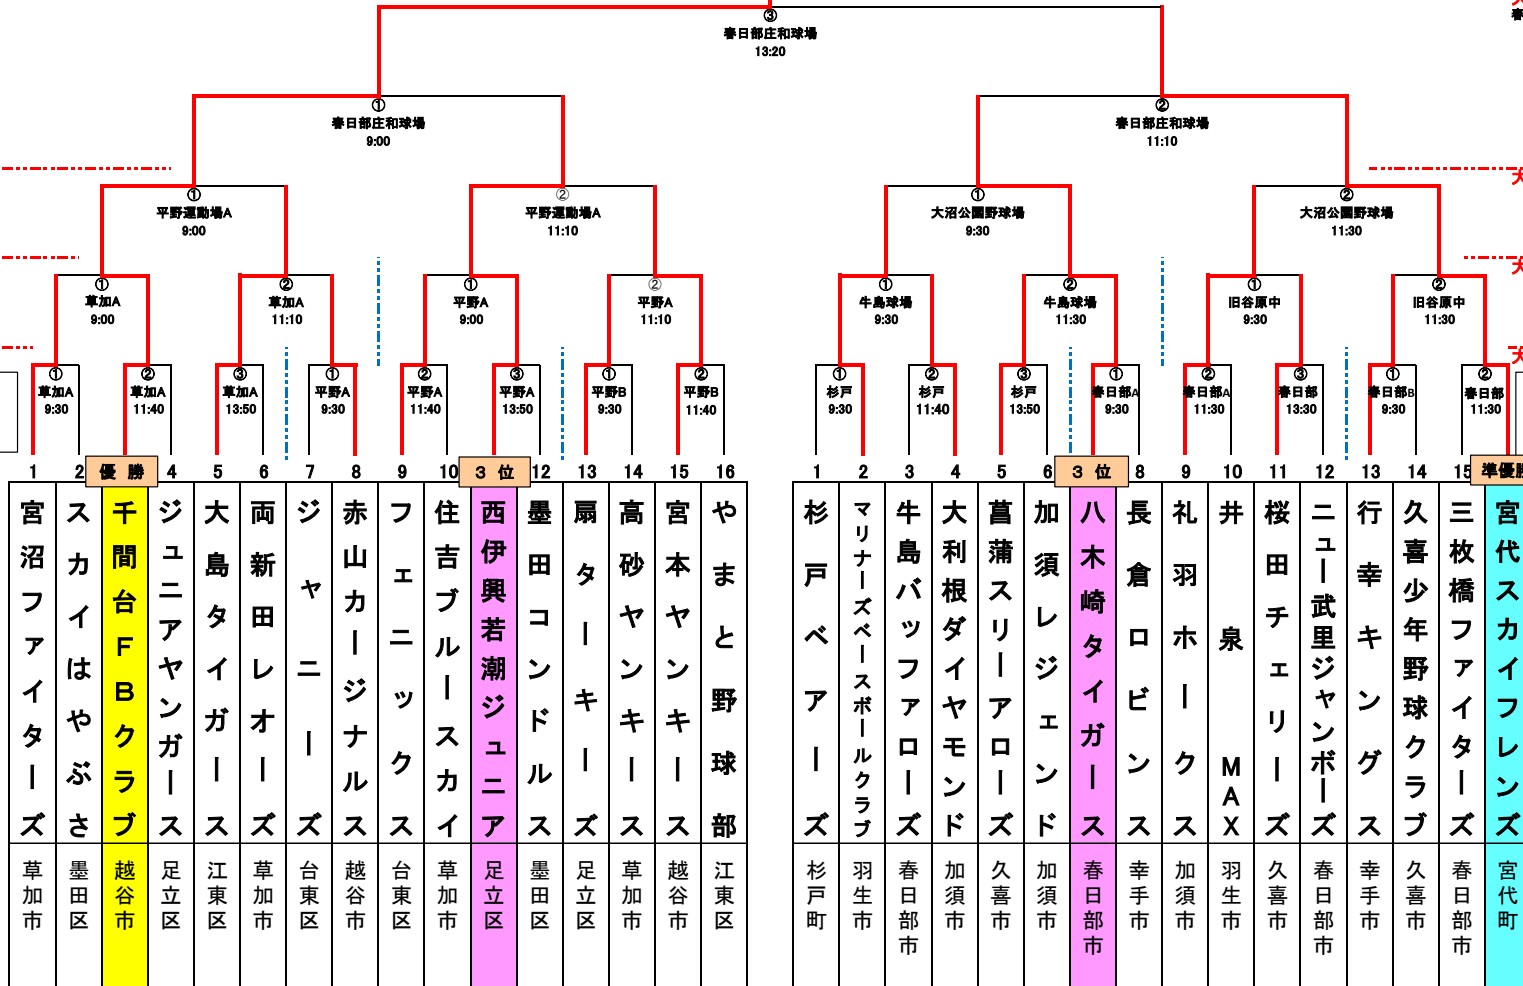 ③
春日部庄和球場
13:20
① ②
春日部庄和球場 春日部庄和球場
9:00 11:10
① ② ① ②
平野運動場A 平野運動場A 大沼公園野球場 大沼公園野球場
9:00 11:10 9:30 11:30
① ② ① ② ① ② ① ②
草加A 草加A 平野A 平野A 牛島球場 牛島球場 旧谷原中 旧谷原中
9:00 11:10 9:00 11:10 9:30 11:30 9:30 11:30
① ② ③ ① ② ③ ① ② ① ② ③ ① ② ③ ① ②
草加A 草加A 草加A 平野A 平野A 平野A 平野B 平野B 杉戸 杉戸 杉戸 春日部A 春日部A 春日部 春日部B 春日部
9:30 11:40 13:50 9:30 11:40 13:50 9:30 11:40 9:30 11:40 13:50 9:30 11:30 13:30 9:30 11:30
1 2 優勝 4 5 6 7 8 9 10 3位 12 13 14 15 16 1 2 3 4 5 6 3位 8 9 10 11 12 13 14 15 準優勝
宮沼ファイターズ
スカイはやぶさ
千間台FBクラブ
ジュニアヤンガース
大島タイガース
両新田レオーズ
ジャニーズ
赤山カージナルス
フェニックス
住吉ブルースカイ
西伊興若潮ジュニア
墨田コンドルス
扇ターキーズ
高砂ヤンキース
宮本ヤンキース
やまと野球部
杉戸ベアーズ
マリナーズベースボールクラブ
牛島バッファローズ
大利根ダイヤモンド
菖蒲スリーアローズ
加須レジェンド
八木崎タイガース
長倉ロビンス
礼羽ホークス
井泉MAX
桜田チェリーズ
ニュー武里ジャンボーズ
行幸キングス
久喜少年野球クラブ
三枚橋ファイターズ
宮代スカイフレンズ
草加市 墨田区 越谷市 足立区 江東区 草加市 台東区 越谷市 台東区 草加市 足立区 墨田区 足立区 草加市 越谷市 江東区 杉戸町 羽生市 春日部市 加須市 久喜市 加須市 春日部市 幸手市 加須市 羽生市 久喜市 春日部市 幸手市 久喜市 春日部市 宮代町